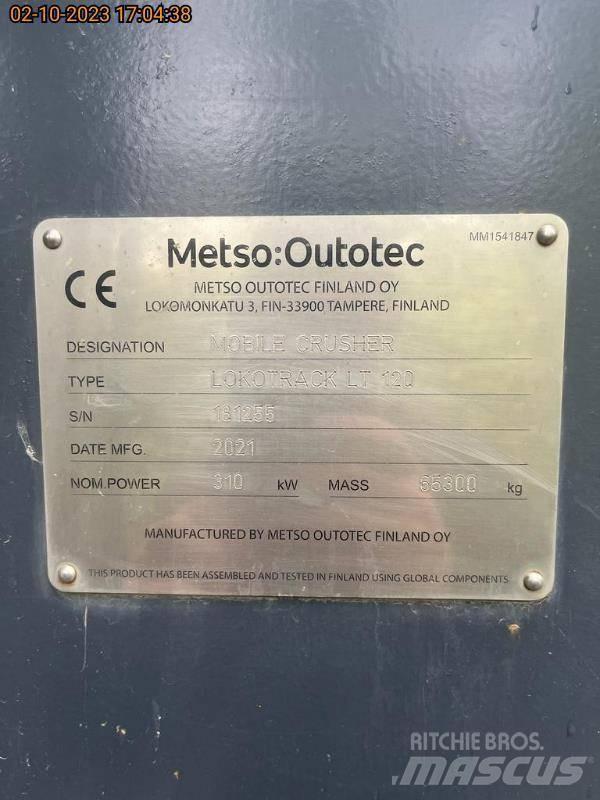 02-10-2023 17:04:38
Metso:Outotec
MM1541847
CE
METSO OUTOTEC FINLAND OY
LOKOMONKATU 3, FIN-33900 TAMPERE, FINLAND
DESIGNATION MOBILE CRUSHER
TYPE LOKOTRACK LT 120
S/N 181255
DATE MFG. 2021
NOM.POWER 310 kW MASS 65300 kg
MANUFACTURED BY METSO OUTOTEC FINLAND OY
THIS PRODUCT HAS BEEN ASSEMBLED AND TESTED IN FINLAND USING GLOBAL COMPONENTS
RITCHIE BROS.
MASCUS